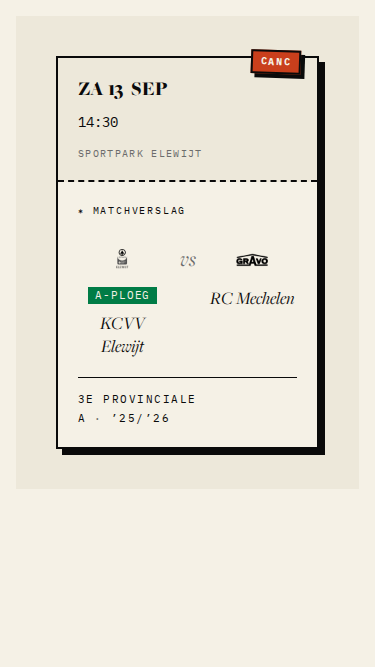 CANC
ZA 13 SEP
14:30
SPORTPARK ELEWIJT
* MATCHVERSLAG
vs
GRAVO
A-PLOEG
KCVV
Elewijt
RC Mechelen
3E PROVINCIALE
A · ’25/’26